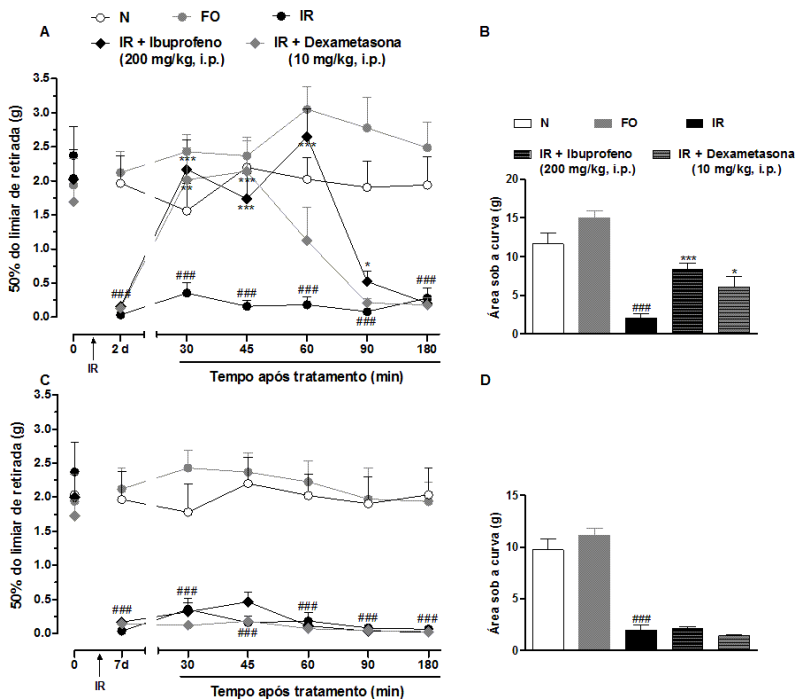 N FO IR
IR + Ibuprofeno
(200 mg/kg, i.p.)
IR + Dexametasona
(10 mg/kg, i.p.)
A
50% do limiar de retirada (g)
3.5
3.0
2.5
2.0
1.5
1.0
0.5
0.0
***
**
***
***
***
*
###
###
###
###
###
###
0 2 d 30 45 60 90 180
IR
Tempo após tratamento (min)
B
N FO IR
IR + Ibuprofeno
(200 mg/kg, i.p.)
IR + Dexametasona
(10 mg/kg, i.p.)
Área sob a curva (g)
20
15
10
5
0
###
***
*
C
50% do limiar de retirada (g)
3.5
3.0
2.5
2.0
1.5
1.0
0.5
0.0
###
###
###
###
###
###
0 7d 30 45 60 90 180
IR
Tempo após tratamento (min)
D
Área sob a curva (g)
15
10
5
0
###